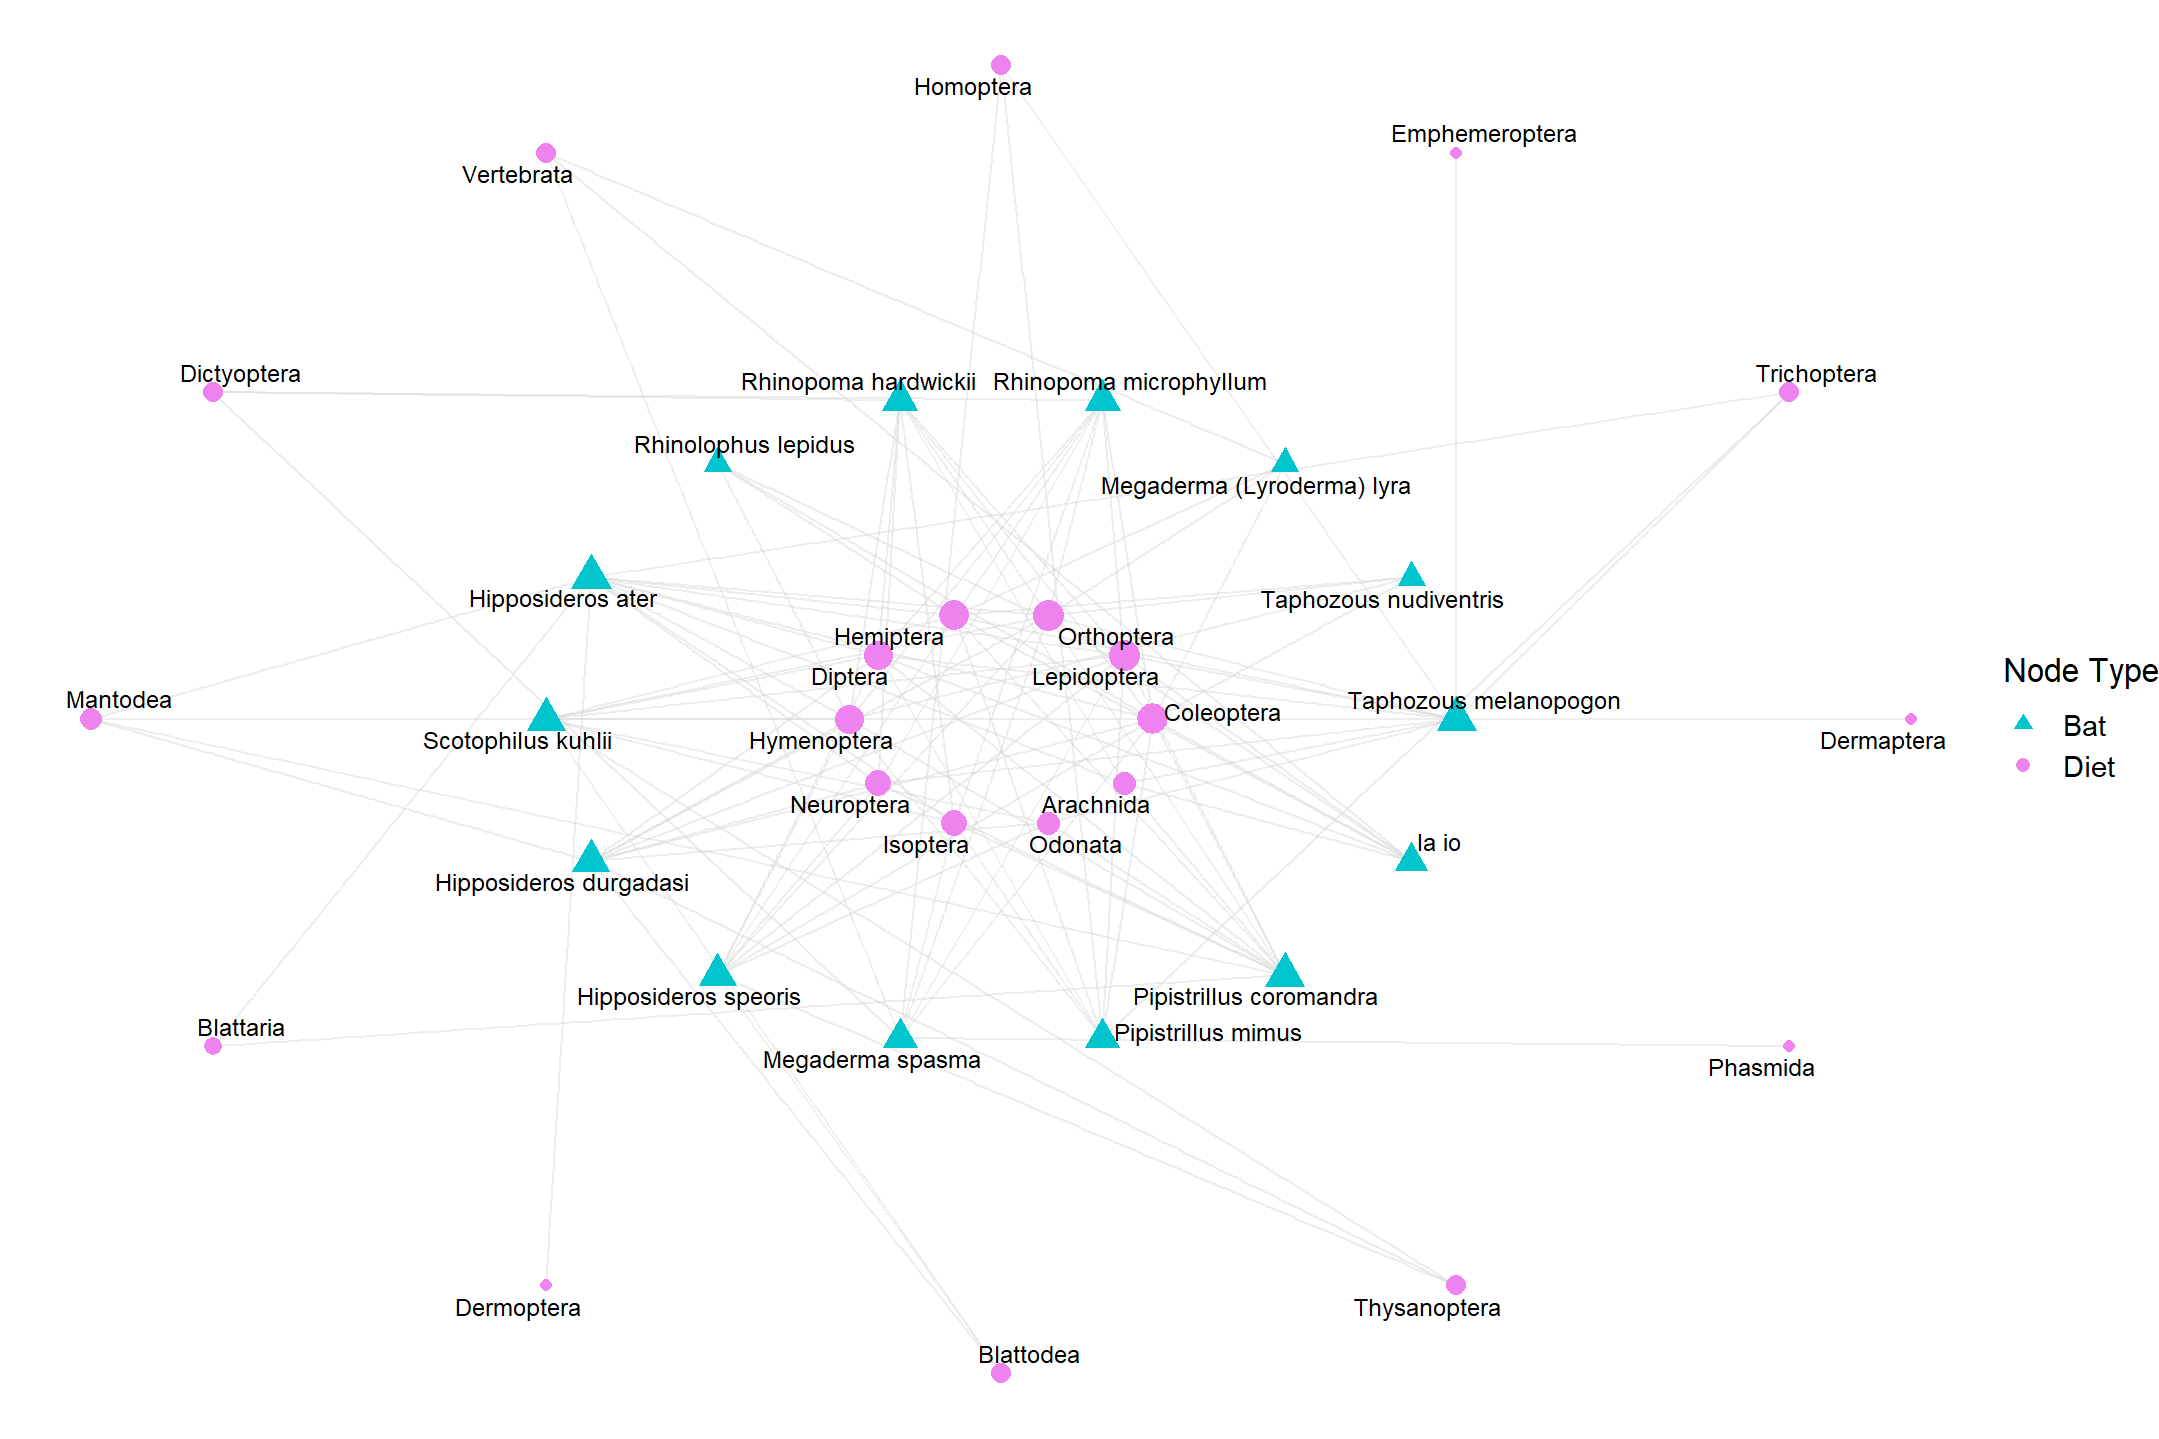 Homoptera
Emphemeroptera
Vertebrata
Dictyoptera
Trichoptera
Rhinopoma hardwickii
Rhinopoma microphyllum
Rhinolophus lepidus
Megaderma (Lyroderma) lyra
Hipposideros ater
Taphozous nudiventris
Hemiptera
Orthoptera
Diptera
Lepidoptera
Node Type
Mantodea
Taphozous melanopogon
Coleoptera
Bat
Scotophilus kuhlii
Hymenoptera
Dermaptera
Diet
Neuroptera
Arachnida
Isoptera
Odonata
Ia io
Hipposideros durgadasi
Hipposideros speoris
Pipistrillus coromandra
Blattaria
Pipistrillus mimus
Megaderma spasma
Phasmida
Dermoptera
Thysanoptera
Blattodea